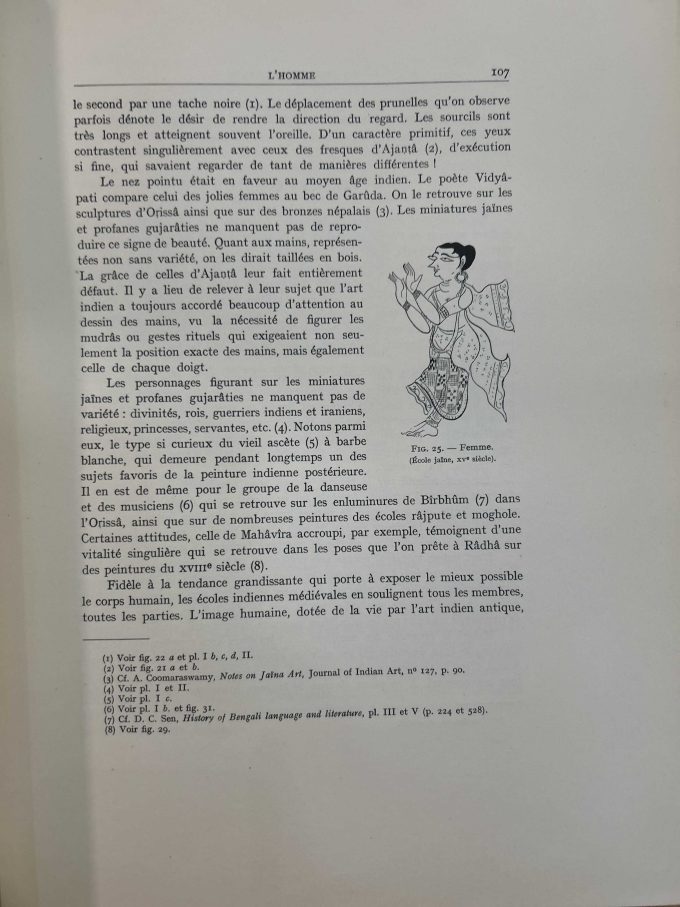 L'HOMME 107
le second par une tache noire (1). Le déplacement des prunelles qu'on observe
parfois dénote le désir de rendre la direction du regard. Les sourcils sont
très longs et atteignent souvent l'oreille. D'un caractère primitif, ces yeux
contrastent singulièrement avec ceux des fresques d'Ajaṇṭâ (2), d'exécution
si fine, qui savaient regarder de tant de manières différentes !
Le nez pointu était en faveur au moyen âge indien. Le poète Vidyâ-
pati compare celui des jolies femmes au bec de Garûda. On le retrouve sur les
sculptures d'Orissâ ainsi que sur des bronzes népalais (3). Les miniatures jaïnes
et profanes gujarâties ne manquent pas de repro-
duire ce signe de beauté. Quant aux mains, représen-
tées non sans variété, on les dirait taillées en bois.
La grâce de celles d'Ajaṇṭâ leur fait entièrement
défaut. Il y a lieu de relever à leur sujet que l'art
indien a toujours accordé beaucoup d'attention au
dessin des mains, vu la nécessité de figurer les
mudrâs ou gestes rituels qui exigeaient non seu-
lement la position exacte des mains, mais également
celle de chaque doigt.
Les personnages figurant sur les miniatures
jaïnes et profanes gujarâties ne manquent pas de
variété : divinités, rois, guerriers indiens et iraniens,
religieux, princesses, servantes, etc. (4). Notons parmi
eux, le type si curieux du vieil ascète (5) à barbe
blanche, qui demeure pendant longtemps un des
sujets favoris de la peinture indienne postérieure.
Il en est de même pour le groupe de la danseuse
FIG. 25. — Femme.
(École jaïne, XVᵉ siècle).
et des musiciens (6) qui se retrouve sur les enluminures de Bîrbhûm (7) dans
l'Orissâ, ainsi que sur de nombreuses peintures des écoles râjpute et moghole.
Certaines attitudes, celle de Mahâvîra accroupi, par exemple, témoignent d'une
vitalité singulière qui se retrouve dans les poses que l'on prête à Râdhâ sur
des peintures du XVIIIᵉ siècle (8).
Fidèle à la tendance grandissante qui porte à exposer le mieux possible
le corps humain, les écoles indiennes médiévales en soulignent tous les membres,
toutes les parties. L'image humaine, dotée de la vie par l'art indien antique,
(1) Voir fig. 22 a et pl. I b, c, d, II.
(2) Voir fig. 21 a et b.
(3) Cf. A. Coomaraswamy, Notes on Jaïna Art, Journal of Indian Art, nº 127, p. 90.
(4) Voir pl. I et II.
(5) Voir pl. I c.
(6) Voir pl. I b. et fig. 31.
(7) Cf. D. C. Sen, History of Bengali language and literature, pl. III et V (p. 224 et 528).
(8) Voir fig. 29.